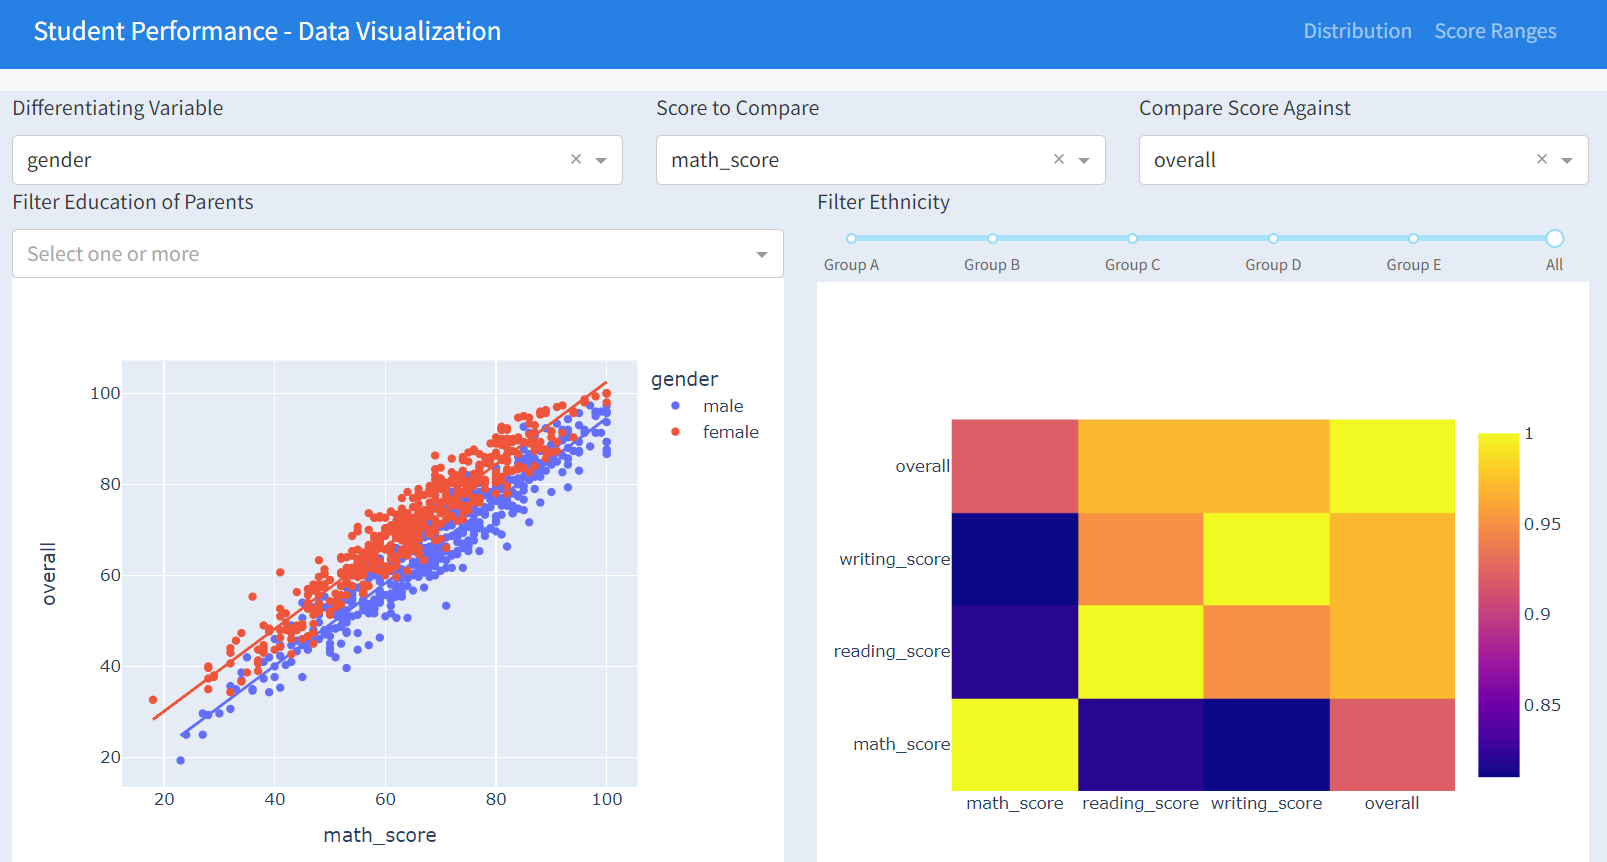 Student Performance - Data Visualization
Distribution Score Ranges
Differentiating Variable
Score to Compare
Compare Score Against
gender × 
math_score ×
overall ×
Filter Education of Parents
Filter Ethnicity
Select one or more
Group A Group B Group C Group D Group E All
gender
male
female
100
80
60
40
20
overall
20 40 60 80 100
math_score
overall
writing_score
reading_score
math_score
math_score reading_score writing_score overall
1
0.95
0.9
0.85